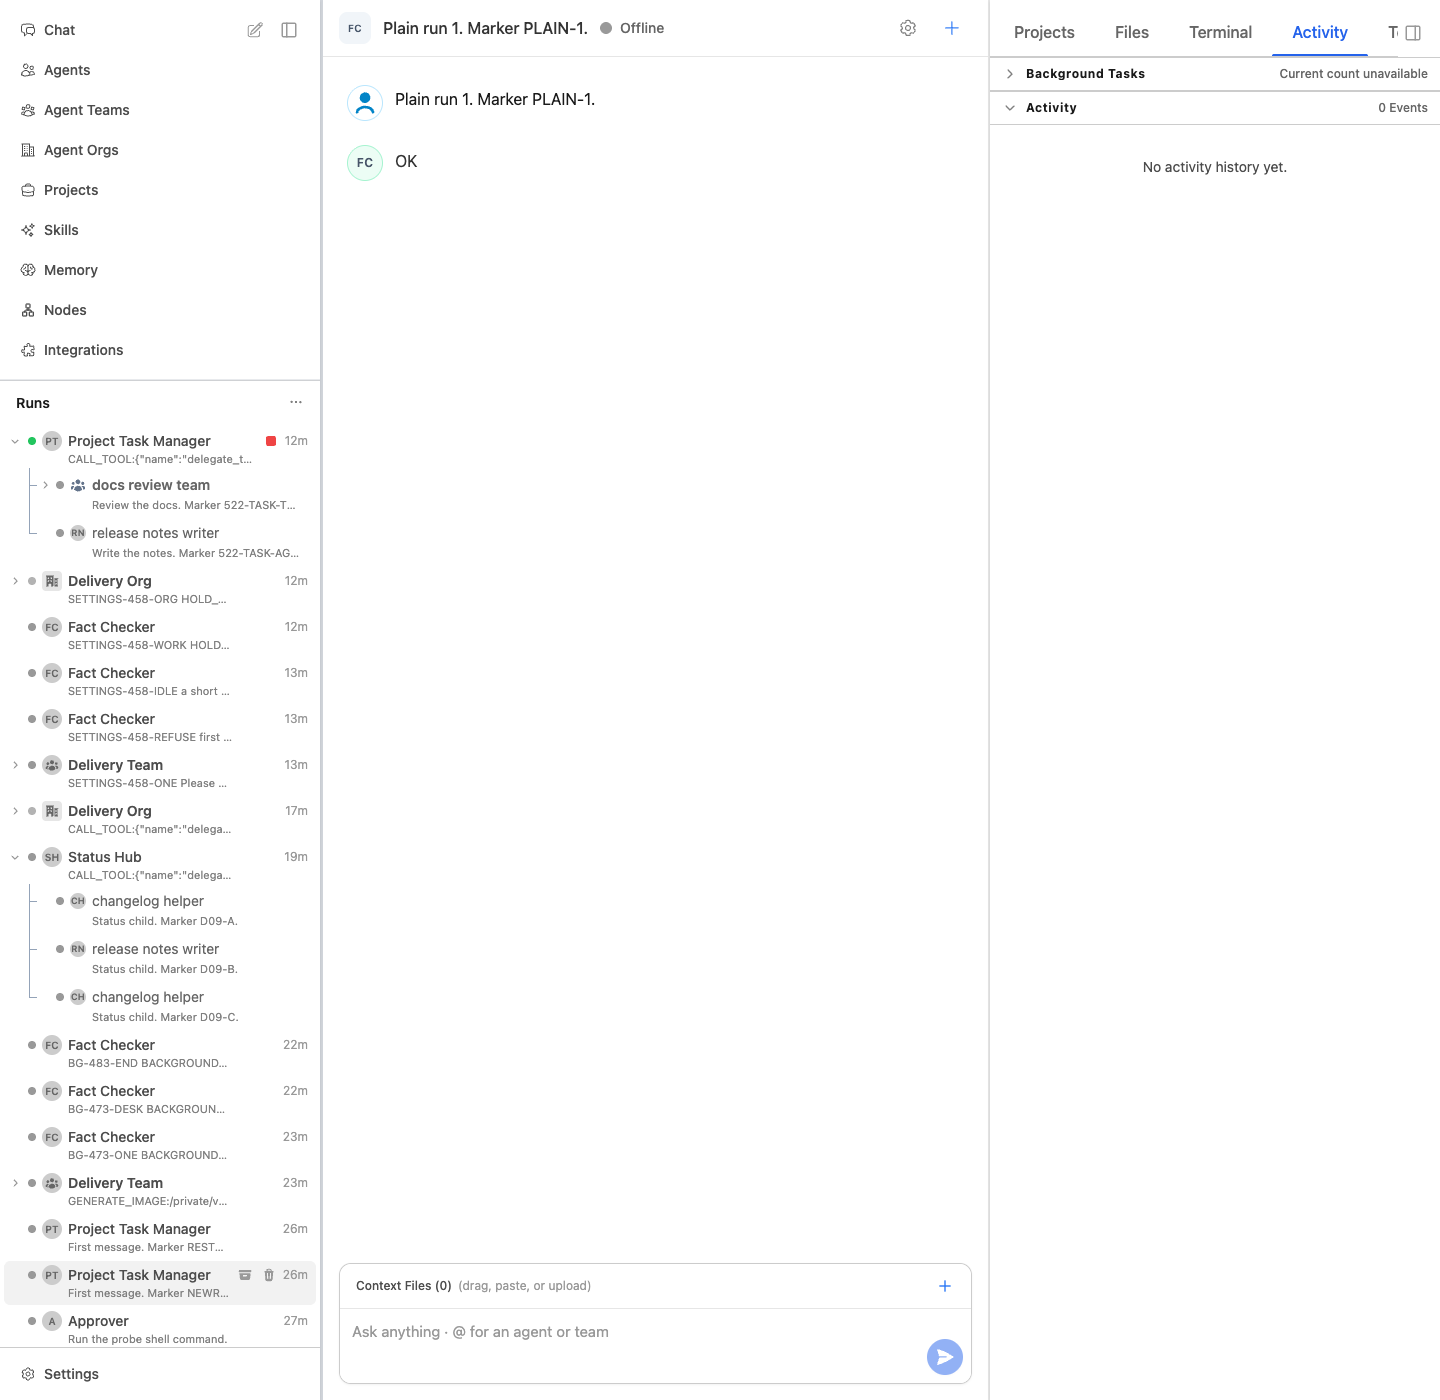 Chat
Agents
Agent Teams
Agent Orgs
Projects
Skills
Memory
Nodes
Integrations
Runs
PT Project Task Manager 12m
CALL_TOOL:{"name":"delegate_t...
docs review team
Review the docs. Marker 522-TASK-T...
RN release notes writer
Write the notes. Marker 522-TASK-AG...
Delivery Org 12m
SETTINGS-458-ORG HOLD_...
FC Fact Checker 12m
SETTINGS-458-WORK HOLD...
FC Fact Checker 13m
SETTINGS-458-IDLE a short ...
FC Fact Checker 13m
SETTINGS-458-REFUSE first ...
Delivery Team 13m
SETTINGS-458-ONE Please ...
Delivery Org 17m
CALL_TOOL:{"name":"delega...
SH Status Hub 19m
CALL_TOOL:{"name":"delega...
CH changelog helper
Status child. Marker D09-A.
RN release notes writer
Status child. Marker D09-B.
CH changelog helper
Status child. Marker D09-C.
FC Fact Checker 22m
BG-483-END BACKGROUND...
FC Fact Checker 22m
BG-473-DESK BACKGROUN...
FC Fact Checker 23m
BG-473-ONE BACKGROUND...
Delivery Team 23m
GENERATE_IMAGE:/private/v...
PT Project Task Manager 26m
First message. Marker REST...
PT Project Task Manager 26m
First message. Marker NEWR...
A Approver 27m
Run the probe shell command.
Settings
FC Plain run 1. Marker PLAIN-1. Offline
Plain run 1. Marker PLAIN-1.
FC OK
Context Files (0) (drag, paste, or upload)
Ask anything · @ for an agent or team
Projects Files Terminal Activity
Background Tasks Current count unavailable
Activity 0 Events
No activity history yet.